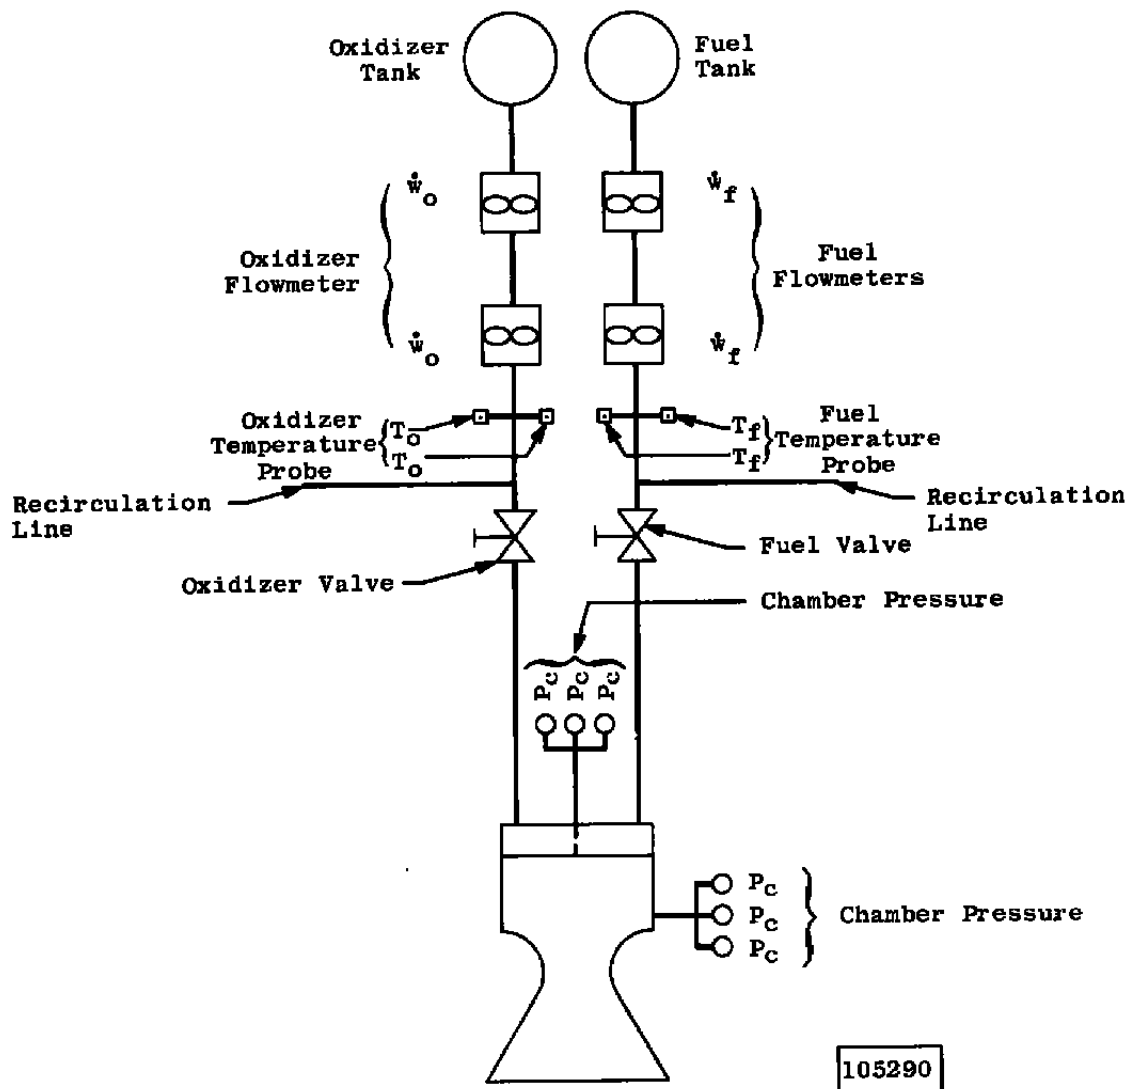 Oxidizer
Tank
Fuel
Tank
ẇo
ẇf
Oxidizer
Flowmeter
Fuel
Flowmeters
ẇo
ẇf
Oxidizer
Temperature
Probe
To
To
Tf
Tf
Fuel
Temperature
Probe
Recirculation
Line
Recirculation
Line
Fuel Valve
Oxidizer Valve
Chamber Pressure
Pc
Pc
Pc
Pc
Pc
Pc
Chamber Pressure
105290